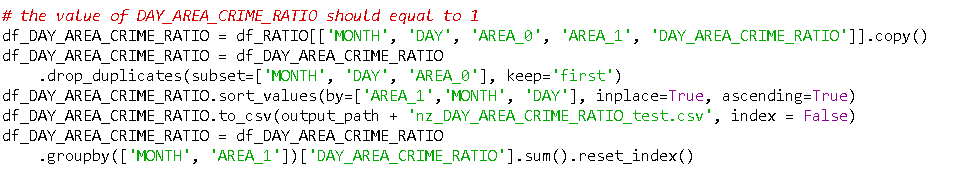 # the value of DAY_AREA_CRIME_RATIO should equal to 1
df_DAY_AREA_CRIME_RATIO = df_RATIO[['MONTH', 'DAY', 'AREA_0', 'AREA_1', 'DAY_AREA_CRIME_RATIO']].copy()
df_DAY_AREA_CRIME_RATIO = df_DAY_AREA_CRIME_RATIO
    .drop_duplicates(subset=['MONTH', 'DAY', 'AREA_0'], keep='first')
df_DAY_AREA_CRIME_RATIO.sort_values(by=['AREA_1','MONTH', 'DAY'], inplace=True, ascending=True)
df_DAY_AREA_CRIME_RATIO.to_csv(output_path + 'nz_DAY_AREA_CRIME_RATIO_test.csv', index = False)
df_DAY_AREA_CRIME_RATIO = df_DAY_AREA_CRIME_RATIO
    .groupby(['MONTH', 'AREA_1'])['DAY_AREA_CRIME_RATIO'].sum().reset_index()